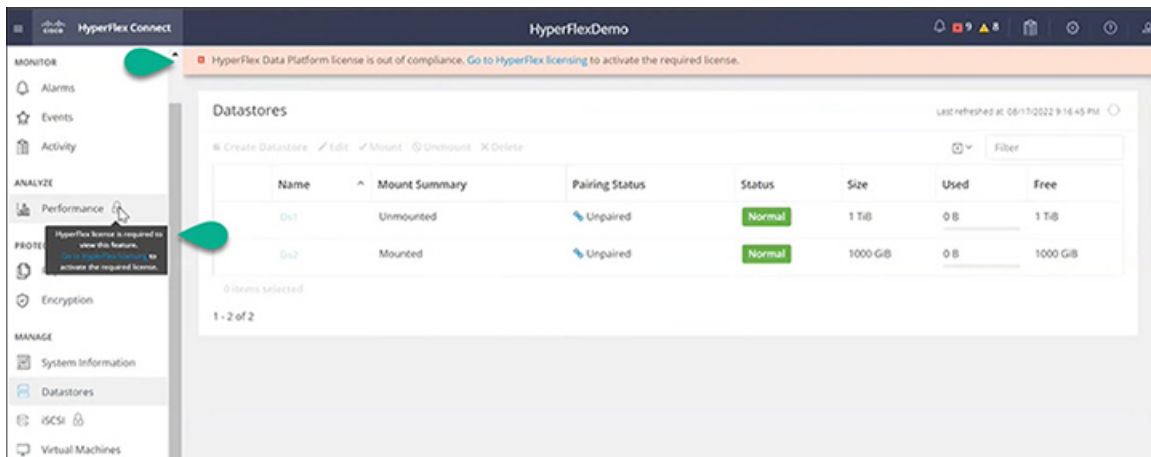 CISCO HyperFlex Connect
HyperFlexDemo
9 8
MONITOR
HyperFlex Data Platform license is out of compliance. Go to HyperFlex licensing to activate the required license.
Alarms
Events
Activity
ANALYZE
Performance
HyperFlex license is required to
view this feature.
Go to HyperFlex licensing to
activate the required license.
PROTE
Encryption
MANAGE
System Information
Datastores
iSCSI
Virtual Machines
Datastores
Last refreshed at: 08/17/2022 9:16:45 PM
Create Datastore Edit Mount Unmount Delete
Filter
Name Mount Summary Pairing Status Status Size Used Free
Ds1 Unmounted Unpaired Normal 1 TiB 0 B 1 TiB
Ds2 Mounted Unpaired Normal 1000 GiB 0 B 1000 GiB
0 items selected
1 - 2 of 2